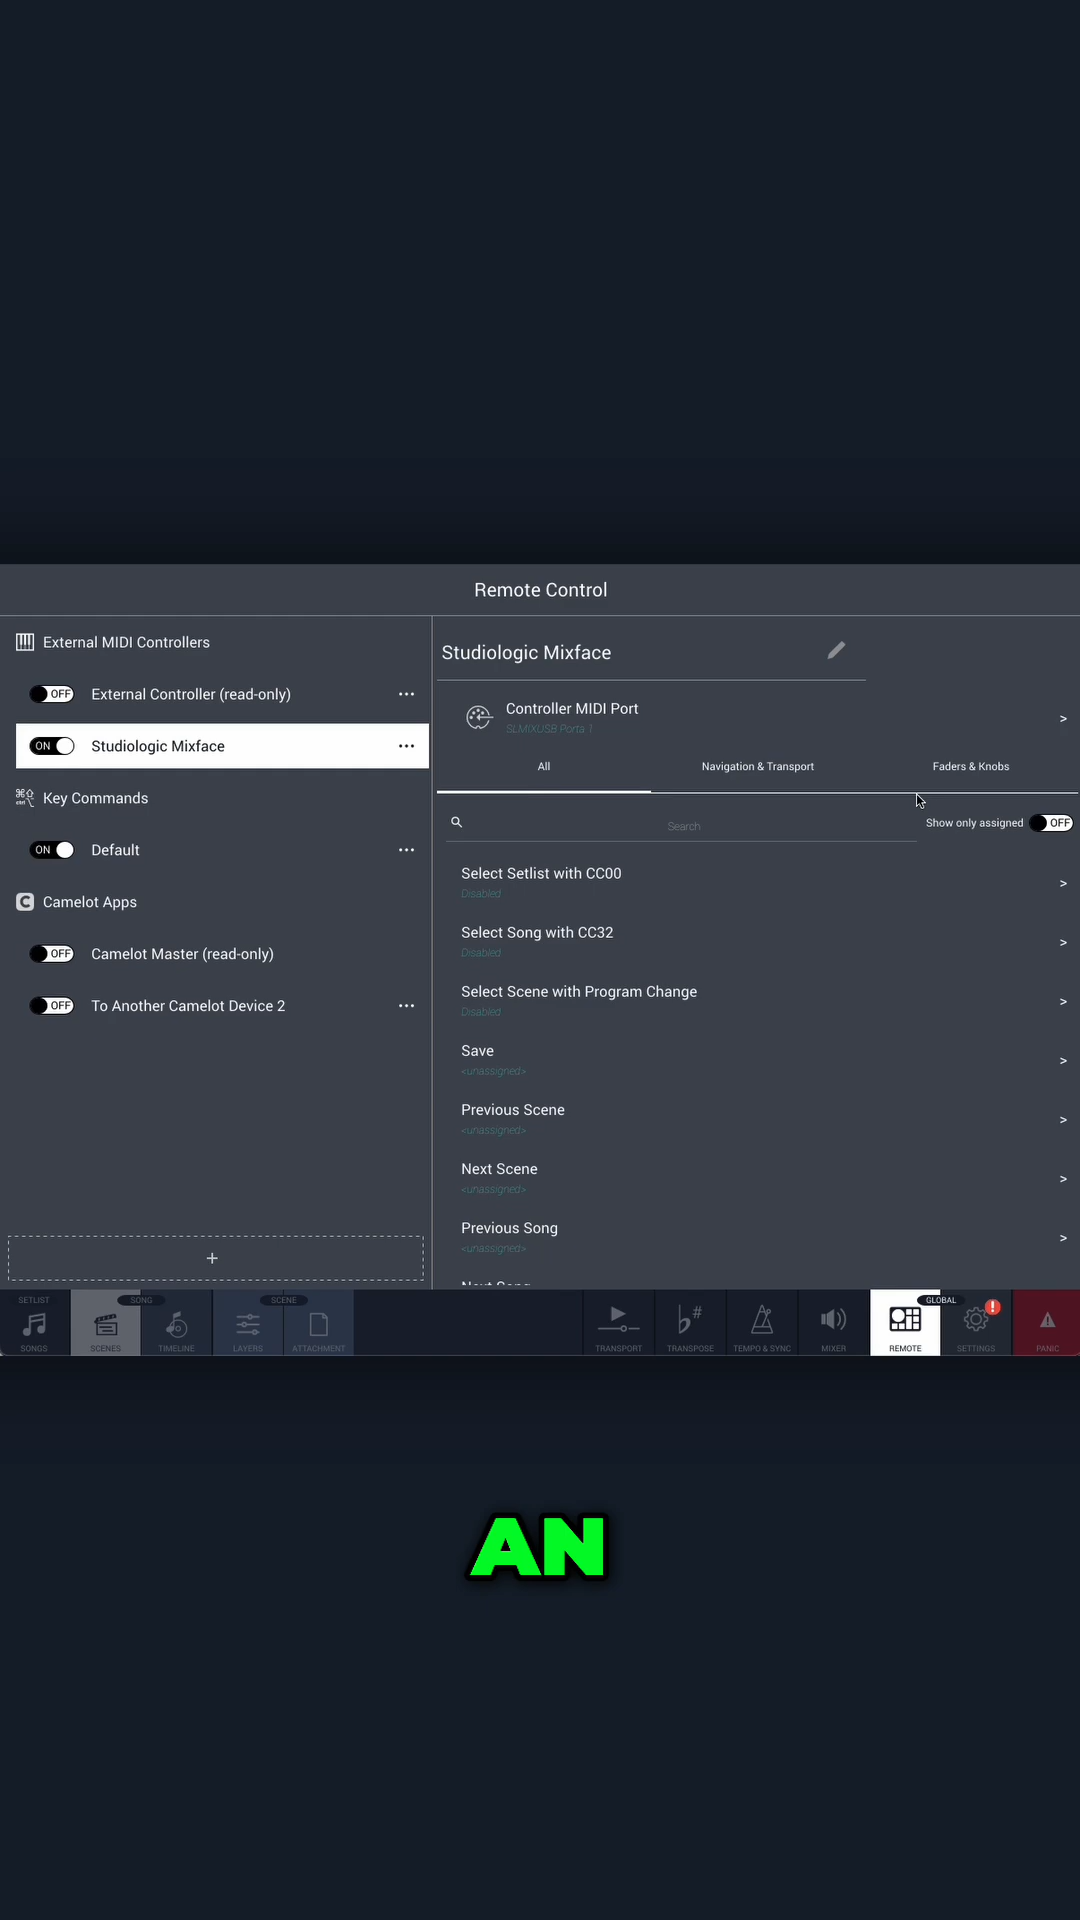 Remote Control
External MIDI Controllers
OFF External Controller (read-only)
ON Studiologic Mixface
Key Commands
ctrl
ON Default
C Camelot Apps
OFF Camelot Master (read-only)
OFF To Another Camelot Device 2
+
Studiologic Mixface
Controller MIDI Port >
SLMIXUSB Porta 1
All Navigation & Transport Faders & Knobs
Search Show only assigned OFF
Select Setlist with CC00 >
Disabled
Select Song with CC32 >
Disabled
Select Scene with Program Change >
Disabled
Save >
<unassigned>
Previous Scene >
<unassigned>
Next Scene >
<unassigned>
Previous Song >
<unassigned>
Next Song
SETLIST SONG SCENE GLOBAL
SONGS SCENES TIMELINE LAYERS ATTACHMENT TRANSPORT TRANSPOSE TEMPO & SYNC MIXER REMOTE SETTINGS PANIC
AN